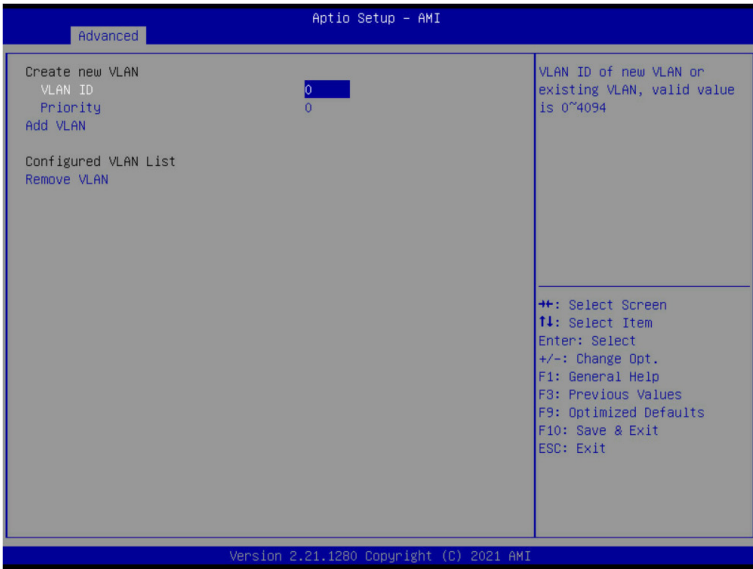 Aptio Setup – AMI
Advanced
Create new VLAN
VLAN ID 0
Priority 0
Add VLAN
Configured VLAN List
Remove VLAN
VLAN ID of new VLAN or
existing VLAN, valid value
is 0~4094
→←: Select Screen
↑↓: Select Item
Enter: Select
+/-: Change Opt.
F1: General Help
F3: Previous Values
F9: Optimized Defaults
F10: Save & Exit
ESC: Exit
Version 2.21.1280 Copyright (C) 2021 AMI